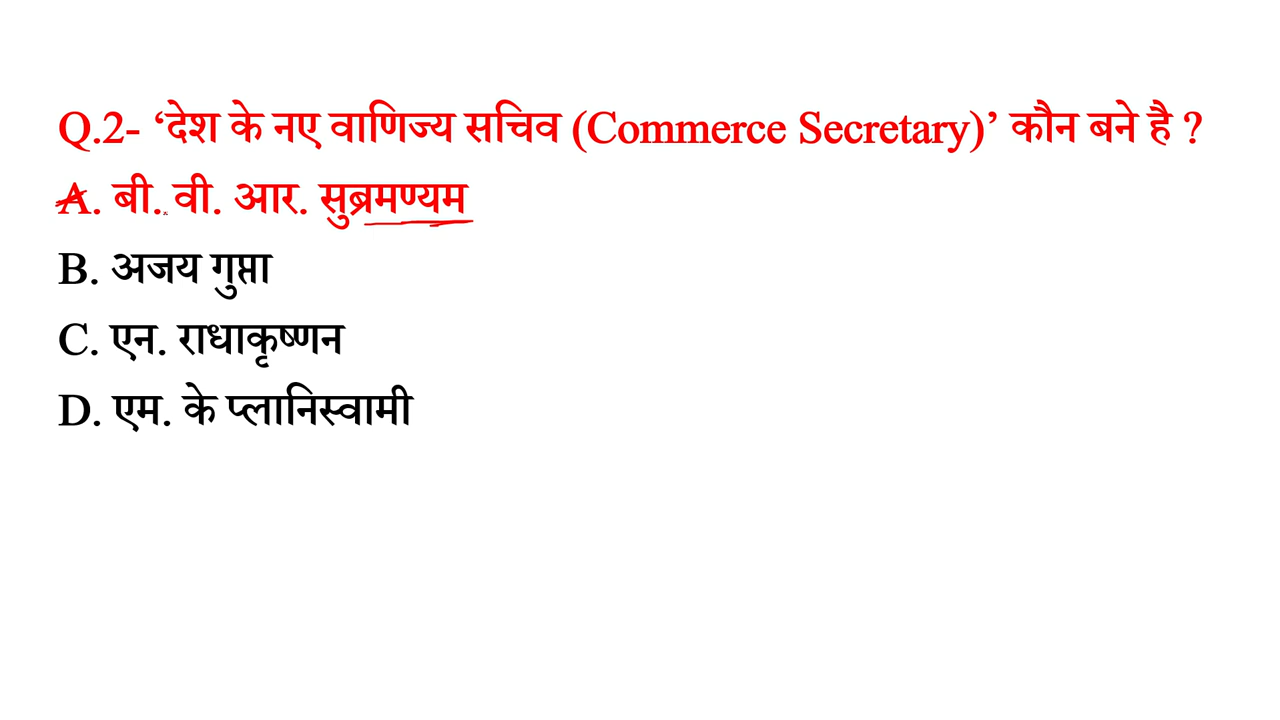 Q.2- ‘देश के नए वाणिज्य सचिव (Commerce Secretary)’ कौन बने है ?
A. बी. वी. आर. सुब्रमण्यम
B. अजय गुप्ता
C. एन. राधाकृष्णन
D. एम. के प्लानिस्वामी